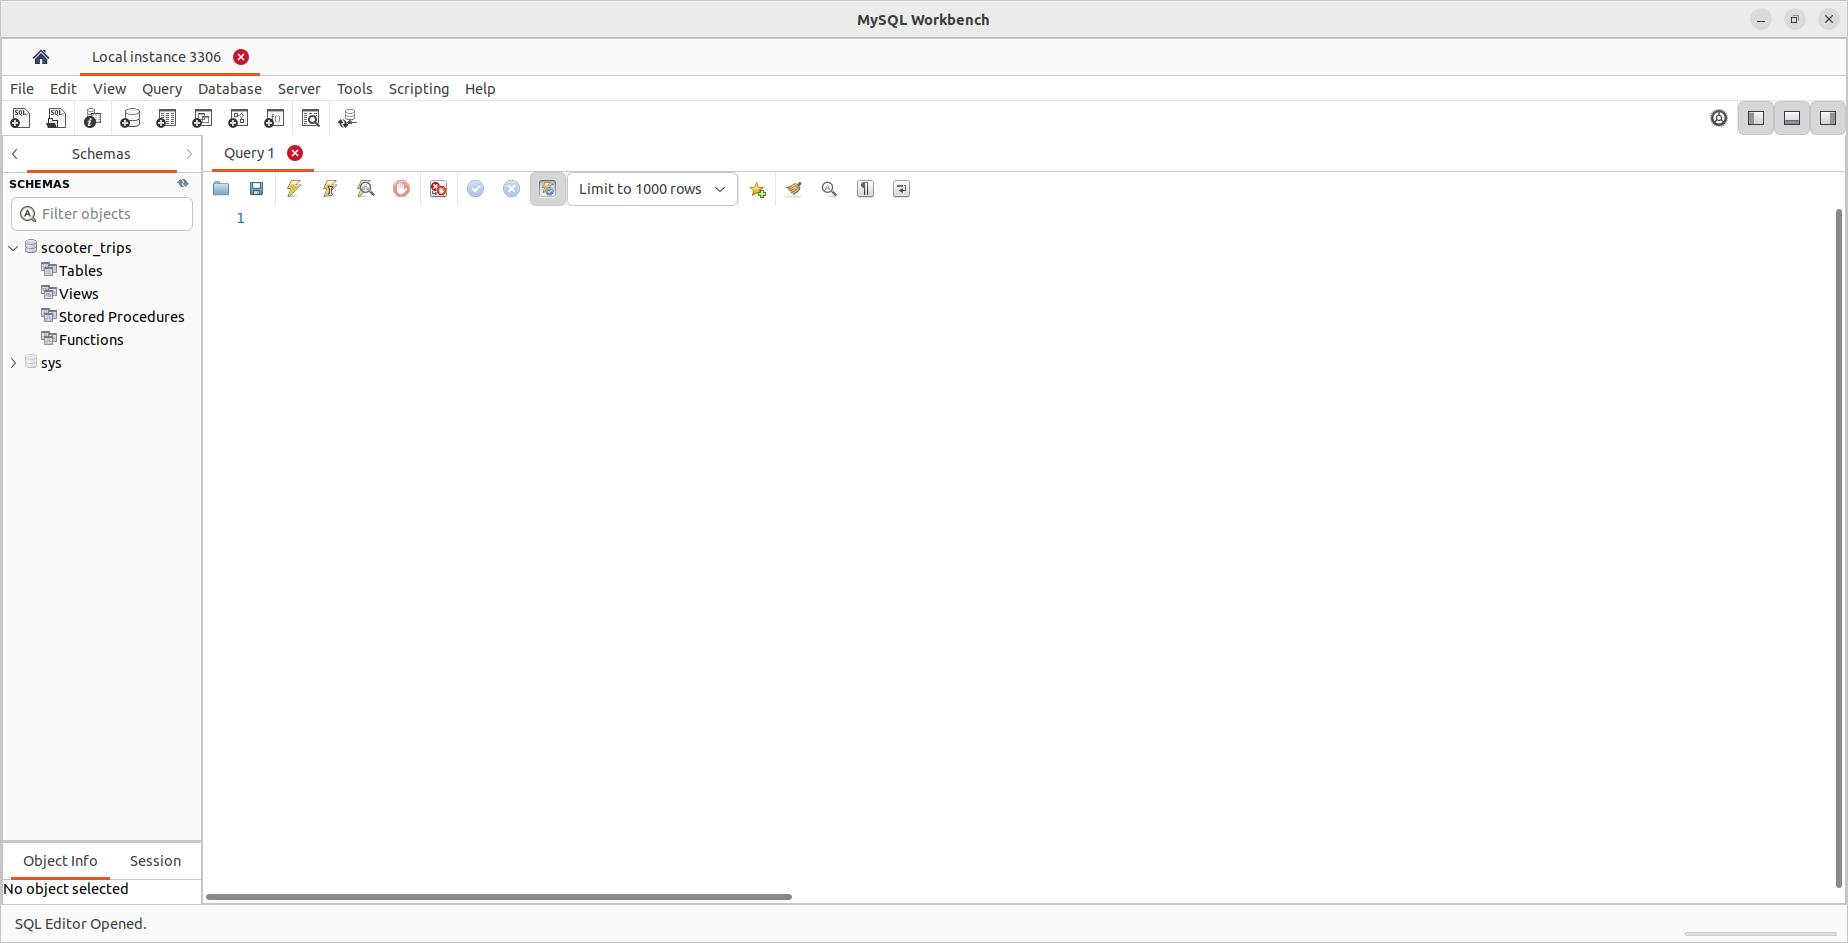 MySQL Workbench
Local instance 3306
File Edit View Query Database Server Tools Scripting Help
Schemas
Query 1
SCHEMAS
Limit to 1000 rows
Filter objects
1
scooter_trips
Tables
Views
Stored Procedures
Functions
sys
Object Info Session
No object selected
SQL Editor Opened.